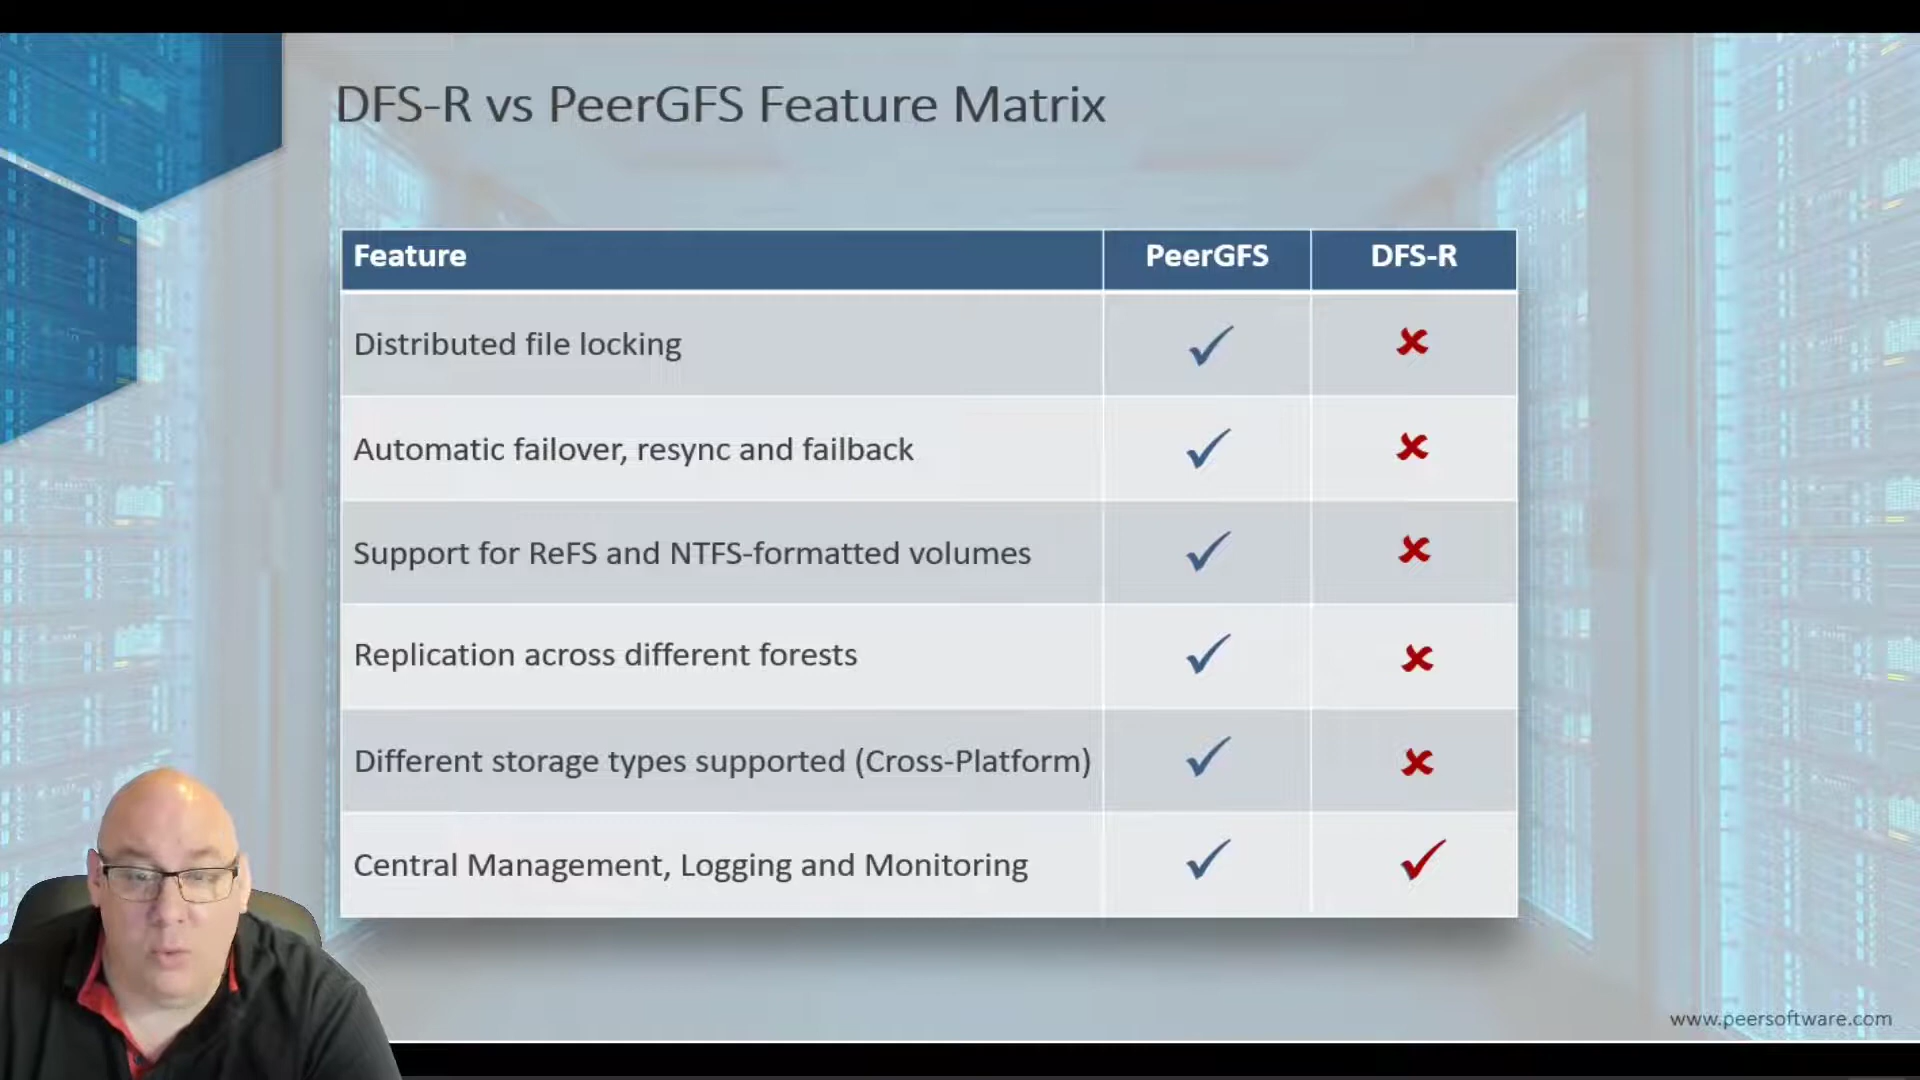 DFS-R vs PeerGFS Feature Matrix
Feature PeerGFS DFS-R
Distributed file locking
Automatic failover, resync and failback
Support for ReFS and NTFS-formatted volumes
Replication across different forests
Different storage types supported (Cross-Platform)
Central Management, Logging and Monitoring
www.peersoftware.com